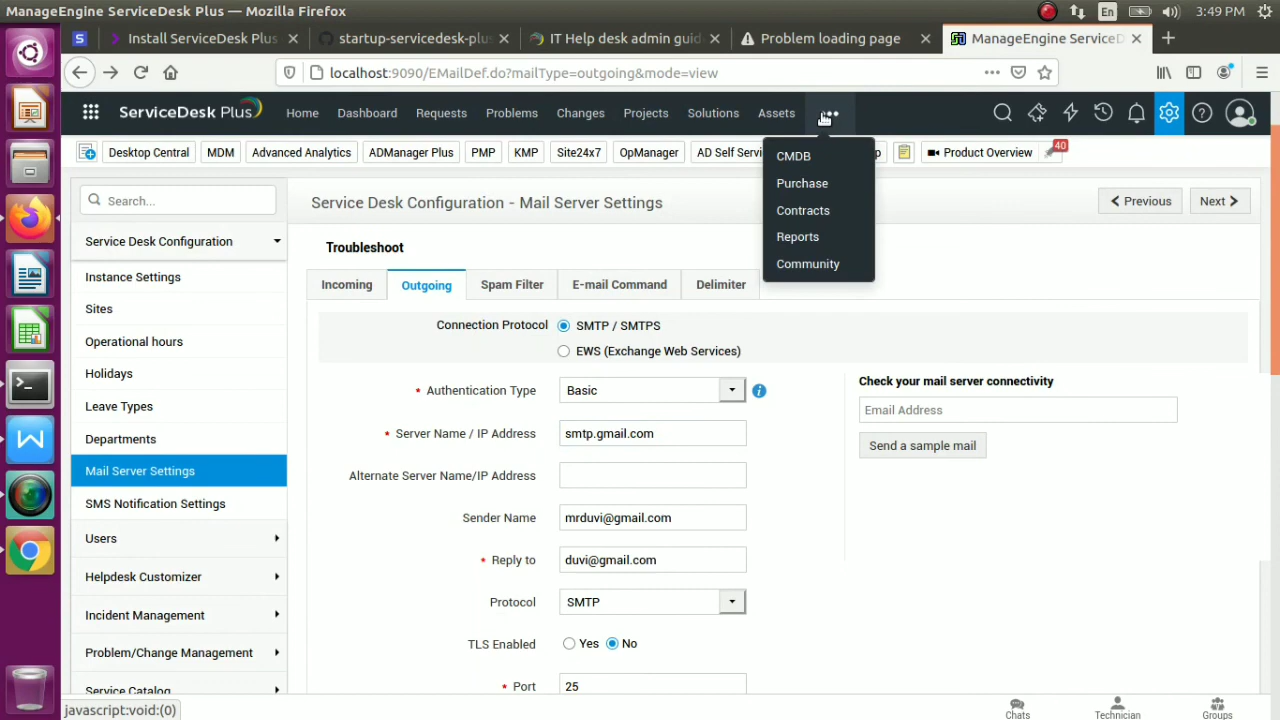 ManageEngine ServiceDesk Plus — Mozilla Firefox
En
3:49 PM
S
Install ServiceDesk Plus
startup-servicedesk-plus
IT Help desk admin guid
Problem loading page
ManageEngine ServiceD
localhost:9090/EMailDef.do?mailType=outgoing&mode=view
ServiceDesk Plus
Home
Dashboard
Requests
Problems
Changes
Projects
Solutions
Assets
Desktop Central
MDM
Advanced Analytics
ADManager Plus
PMP
KMP
Site24x7
OpManager
AD Self Servi
p
Product Overview
40
CMDB
Purchase
Contracts
Reports
Community
Search...
Service Desk Configuration - Mail Server Settings
Previous
Next
Service Desk Configuration
Instance Settings
Sites
Operational hours
Holidays
Leave Types
Departments
Mail Server Settings
SMS Notification Settings
Users
Helpdesk Customizer
Incident Management
Problem/Change Management
Service Catalog
Troubleshoot
Incoming
Outgoing
Spam Filter
E-mail Command
Delimiter
Connection Protocol
SMTP / SMTPS
EWS (Exchange Web Services)
* Authentication Type
Basic
* Server Name / IP Address
smtp.gmail.com
Alternate Server Name/IP Address
Sender Name
mrduvi@gmail.com
* Reply to
duvi@gmail.com
Protocol
SMTP
TLS Enabled
Yes
No
* Port
25
Check your mail server connectivity
Email Address
Send a sample mail
javascript:void:(0)
Chats
Technician
Groups